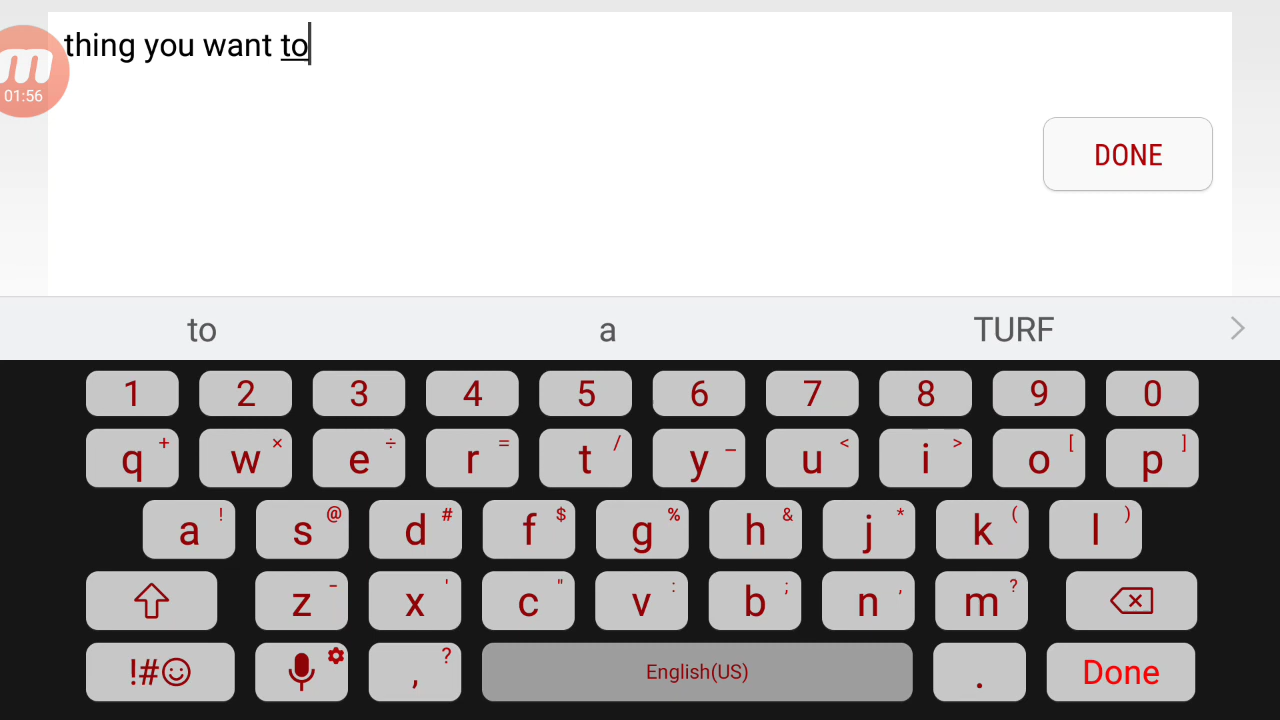 thing you want to
m
01:56
DONE
to a TURF
1 2 3 4 5 6 7 8 9 0
q + w × e ÷ r = t / y _ u < i > o [ p ]
a ! s @ d # f $ g % h & j * k ( l )
z - x ' c " v : b ; n , m ?
!#☺ , ? English(US) . Done